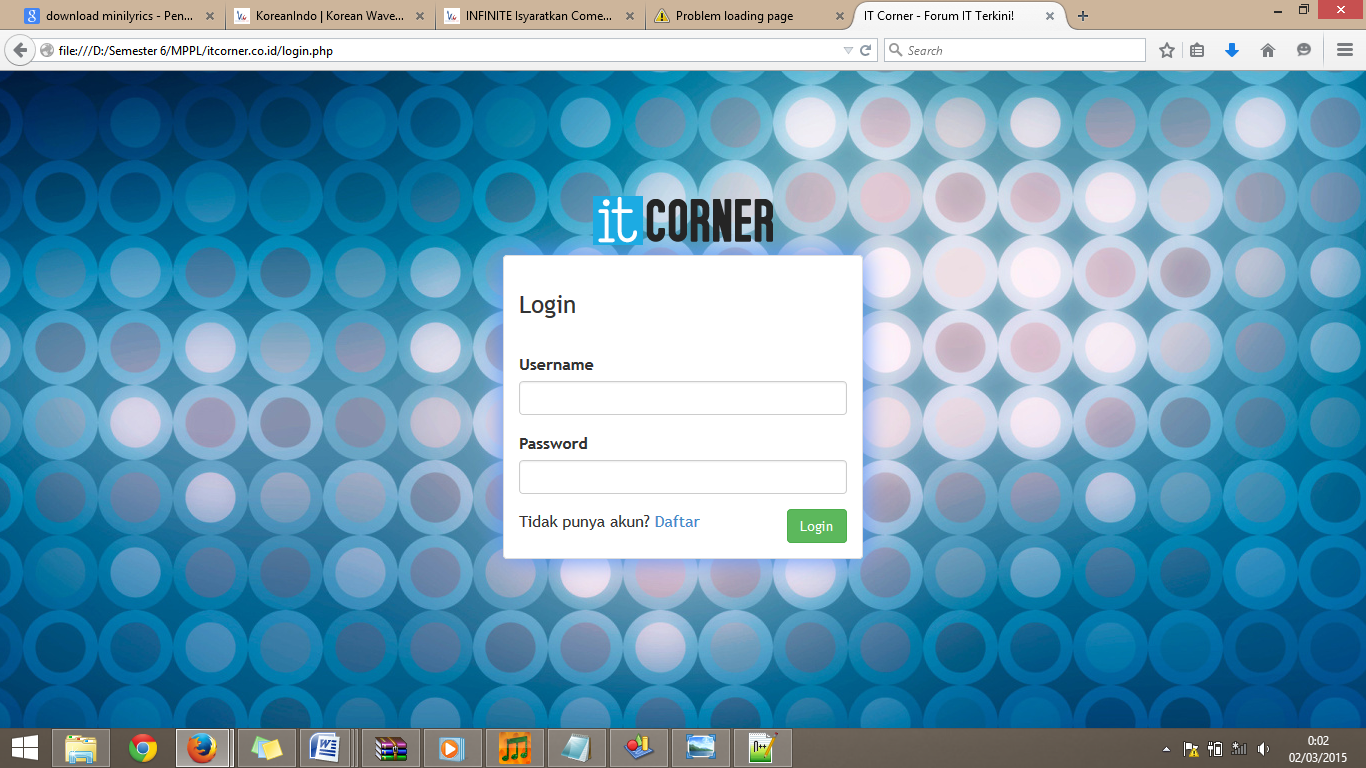 download minilyrics - Pen...
KoreanIndo | Korean Wave...
INFINITE Isyaratkan Come...
Problem loading page
IT Corner - Forum IT Terkini!
file:///D:/Semester 6/MPPL/itcorner.co.id/login.php
Search
it CORNER
Login
Username
Password
Tidak punya akun? Daftar
Login
0:02
02/03/2015